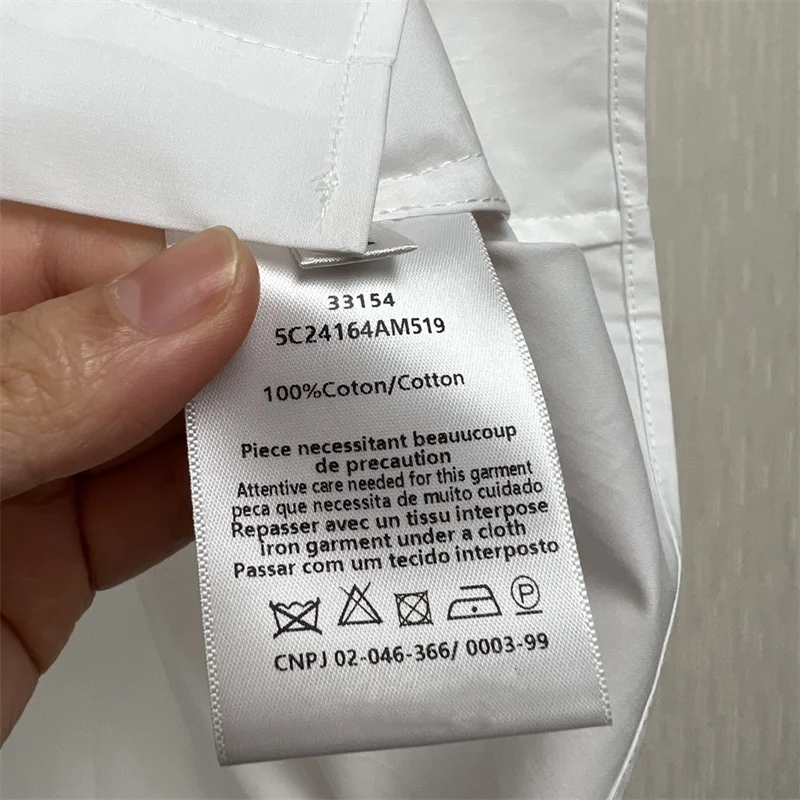 33154
5C24164AM519
100%Coton/Cotton
Piece necessitant beauucoup
de precaution
Attentive care needed for this garment
peca que necessita de muito cuidado
Repasser avec un tissu interpose
iron garment under a cloth
Passar com um tecido interposto
P
CNPJ 02-046-366/ 0003-99